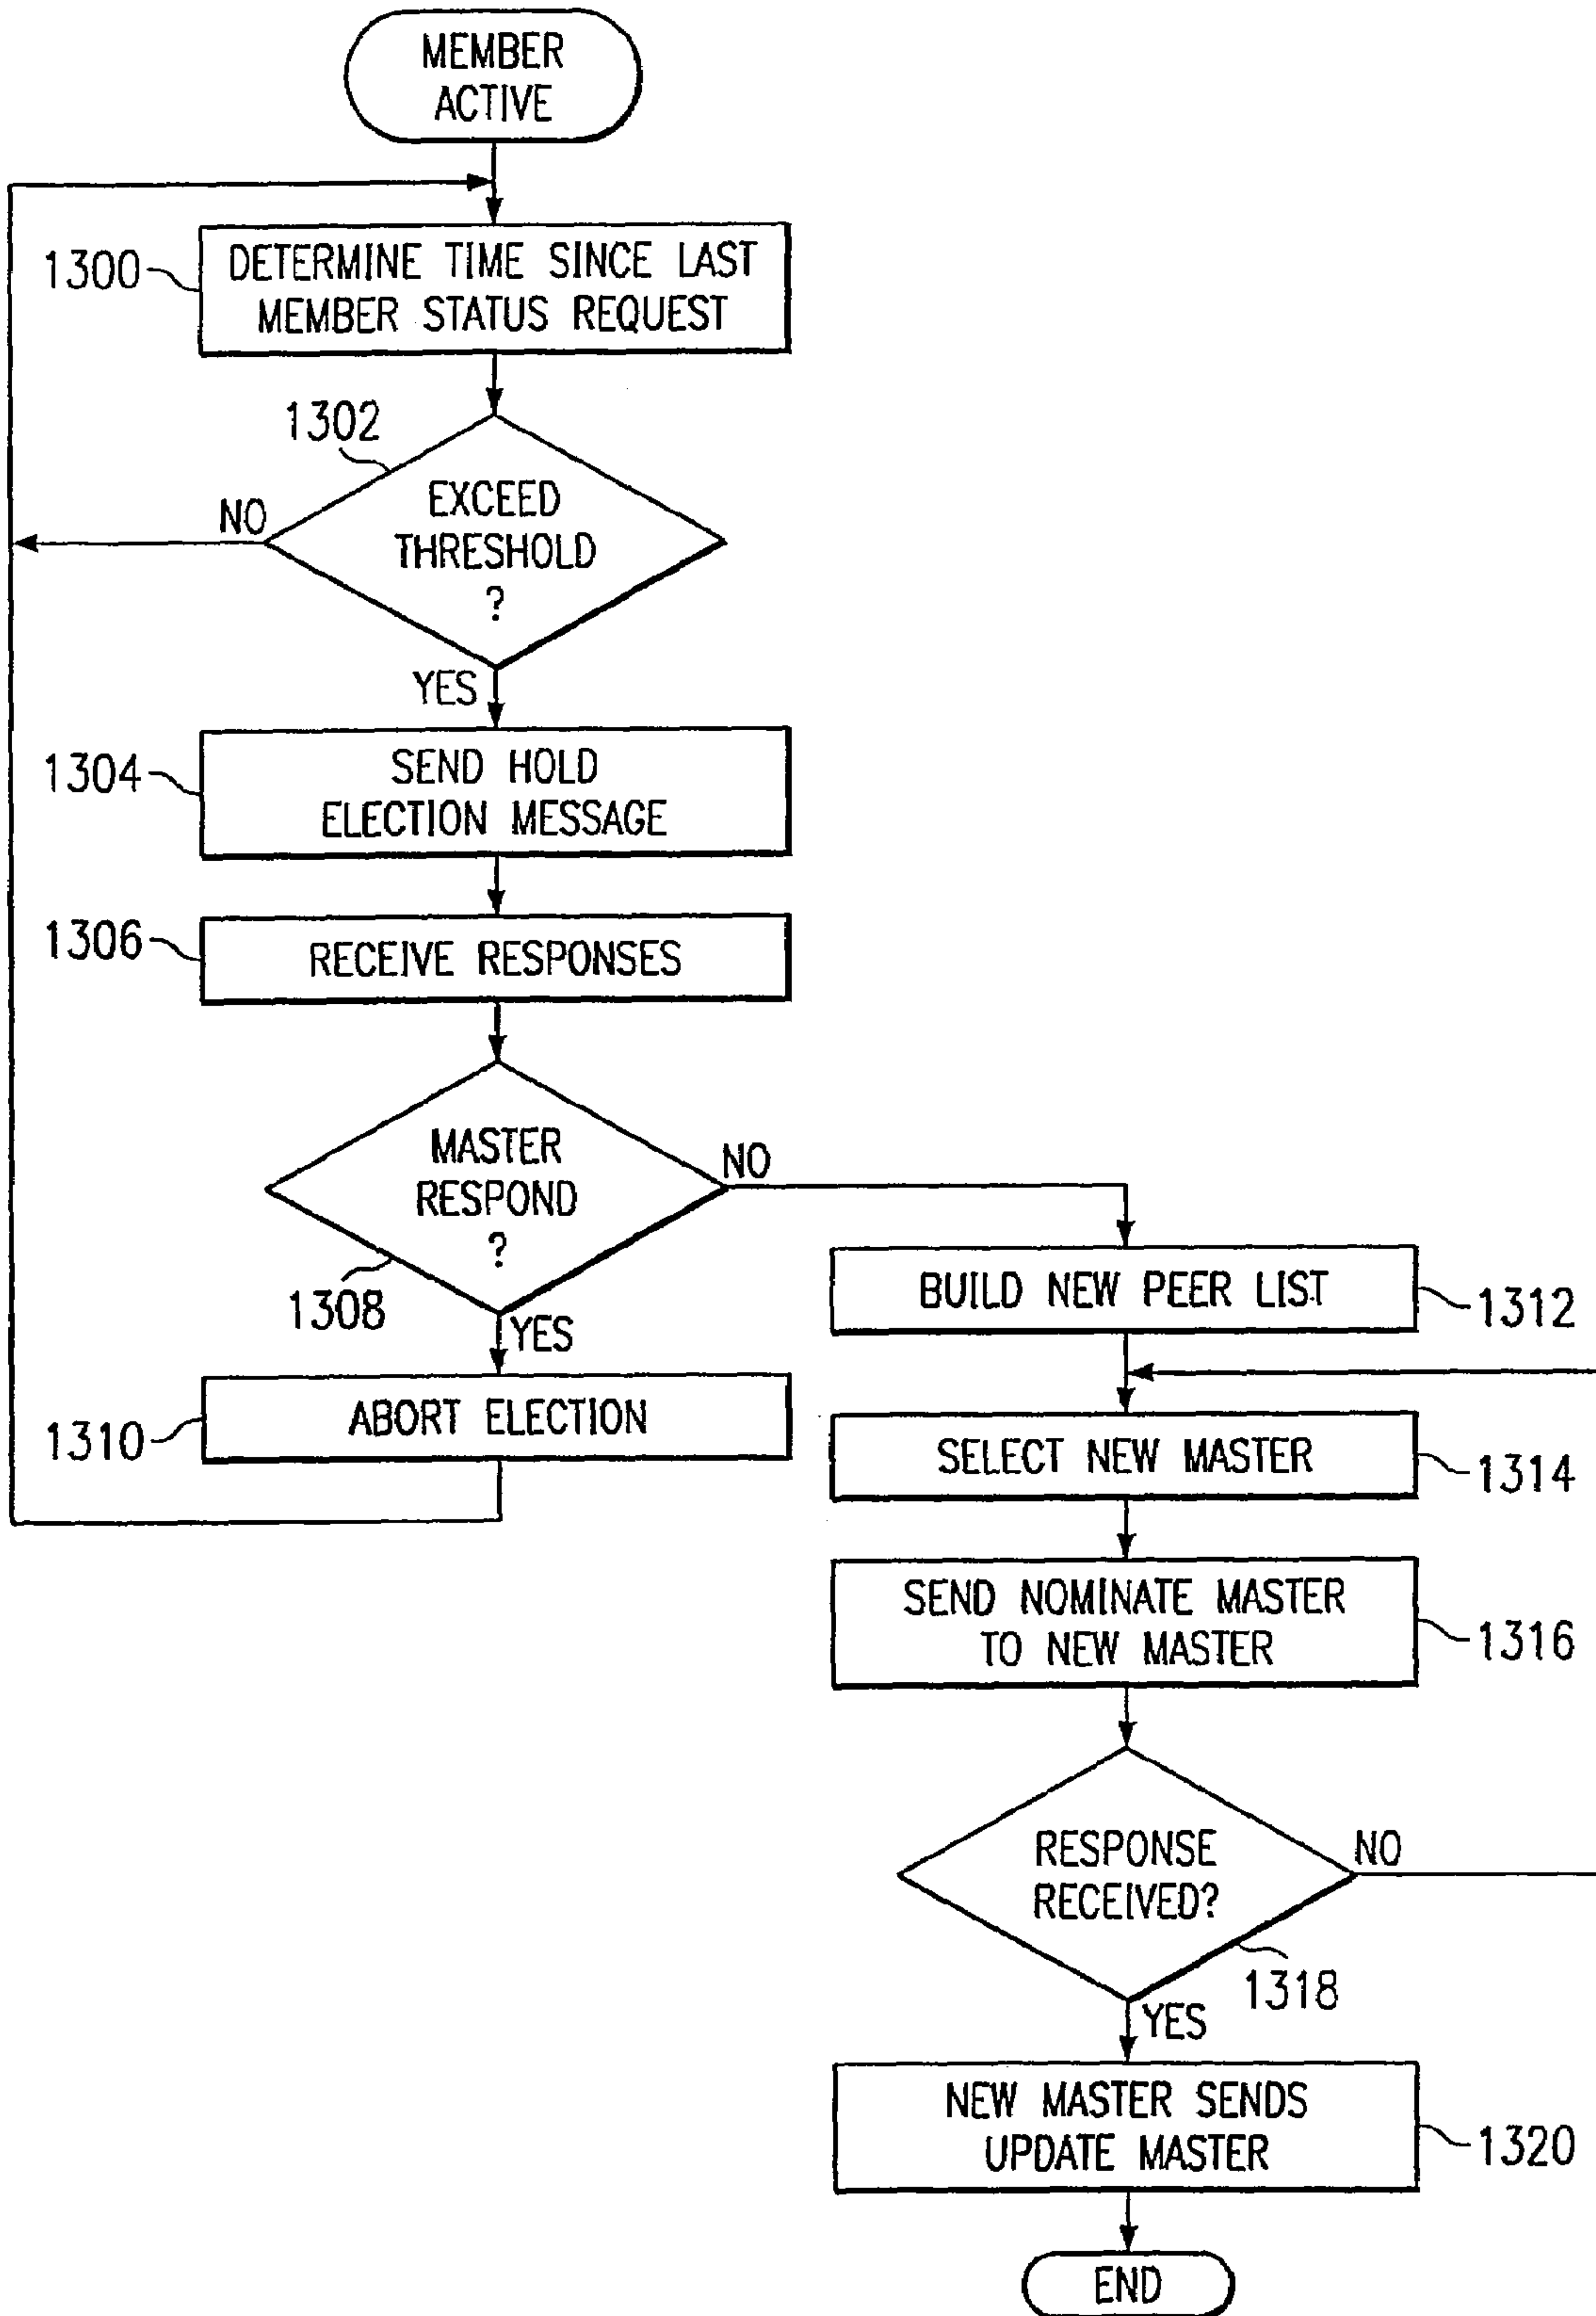 MEMBER
ACTIVE
1300
DETERMINE TIME SINCE LAST
MEMBER STATUS REQUEST
1302
EXCEED
THRESHOLD
?
NO
YES
1304
SEND HOLD
ELECTION MESSAGE
1306
RECEIVE RESPONSES
MASTER
RESPOND
?
NO
1308
YES
1310
ABORT ELECTION
BUILD NEW PEER LIST
1312
SELECT NEW MASTER
1314
SEND NOMINATE MASTER
TO NEW MASTER
1316
RESPONSE
RECEIVED?
NO
1318
YES
NEW MASTER SENDS
UPDATE MASTER
1320
END